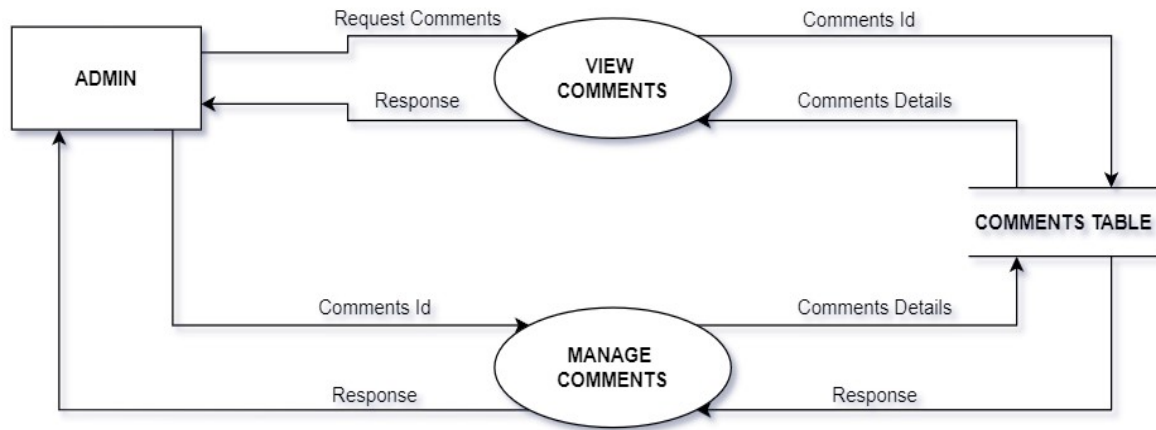 Request Comments
Comments Id
ADMIN
VIEW
COMMENTS
Response
Comments Details
COMMENTS TABLE
Comments Id
Comments Details
MANAGE
COMMENTS
Response
Response